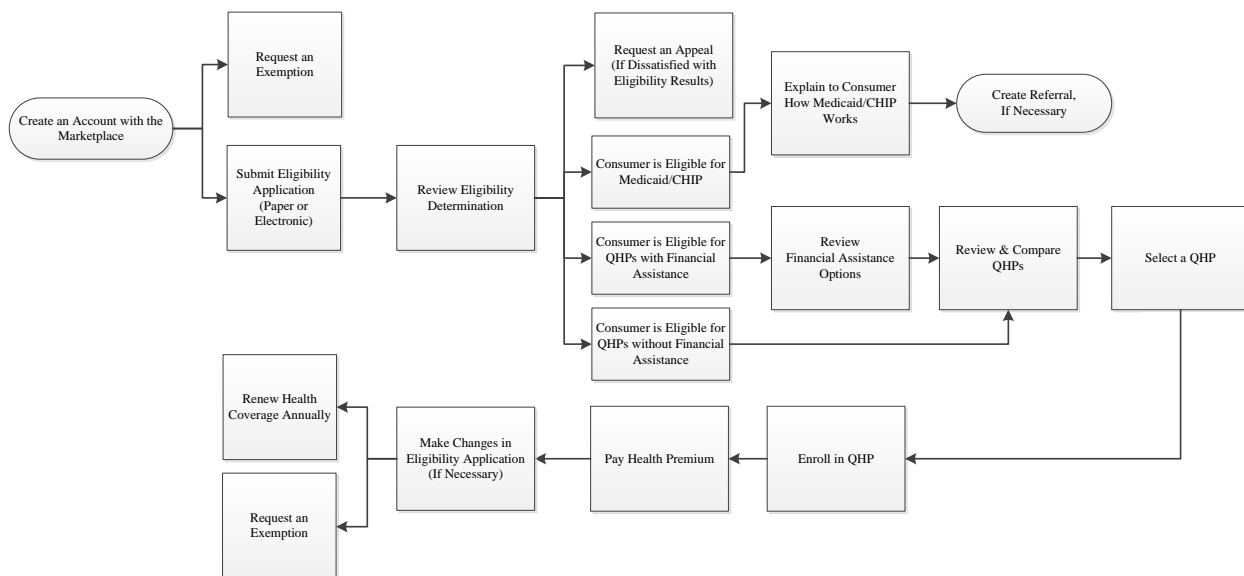 Create an Account with the
Marketplace
Request an
Exemption
Submit Eligibility
Application
(Paper or
Electronic)
Review Eligibility
Determination
Request an Appeal
(If Dissatisfied with
Eligibility Results)
Consumer is Eligible for
Medicaid/CHIP
Explain to Consumer
How Medicaid/CHIP
Works
Create Referral,
If Necessary
Consumer is Eligible for
QHPs with Financial
Assistance
Review
Financial Assistance
Options
Review & Compare
QHPs
Select a QHP
Consumer is Eligible for
QHPs without Financial
Assistance
Enroll in QHP
Pay Health Premium
Make Changes in
Eligibility Application
(If Necessary)
Renew Health
Coverage Annually
Request an
Exemption